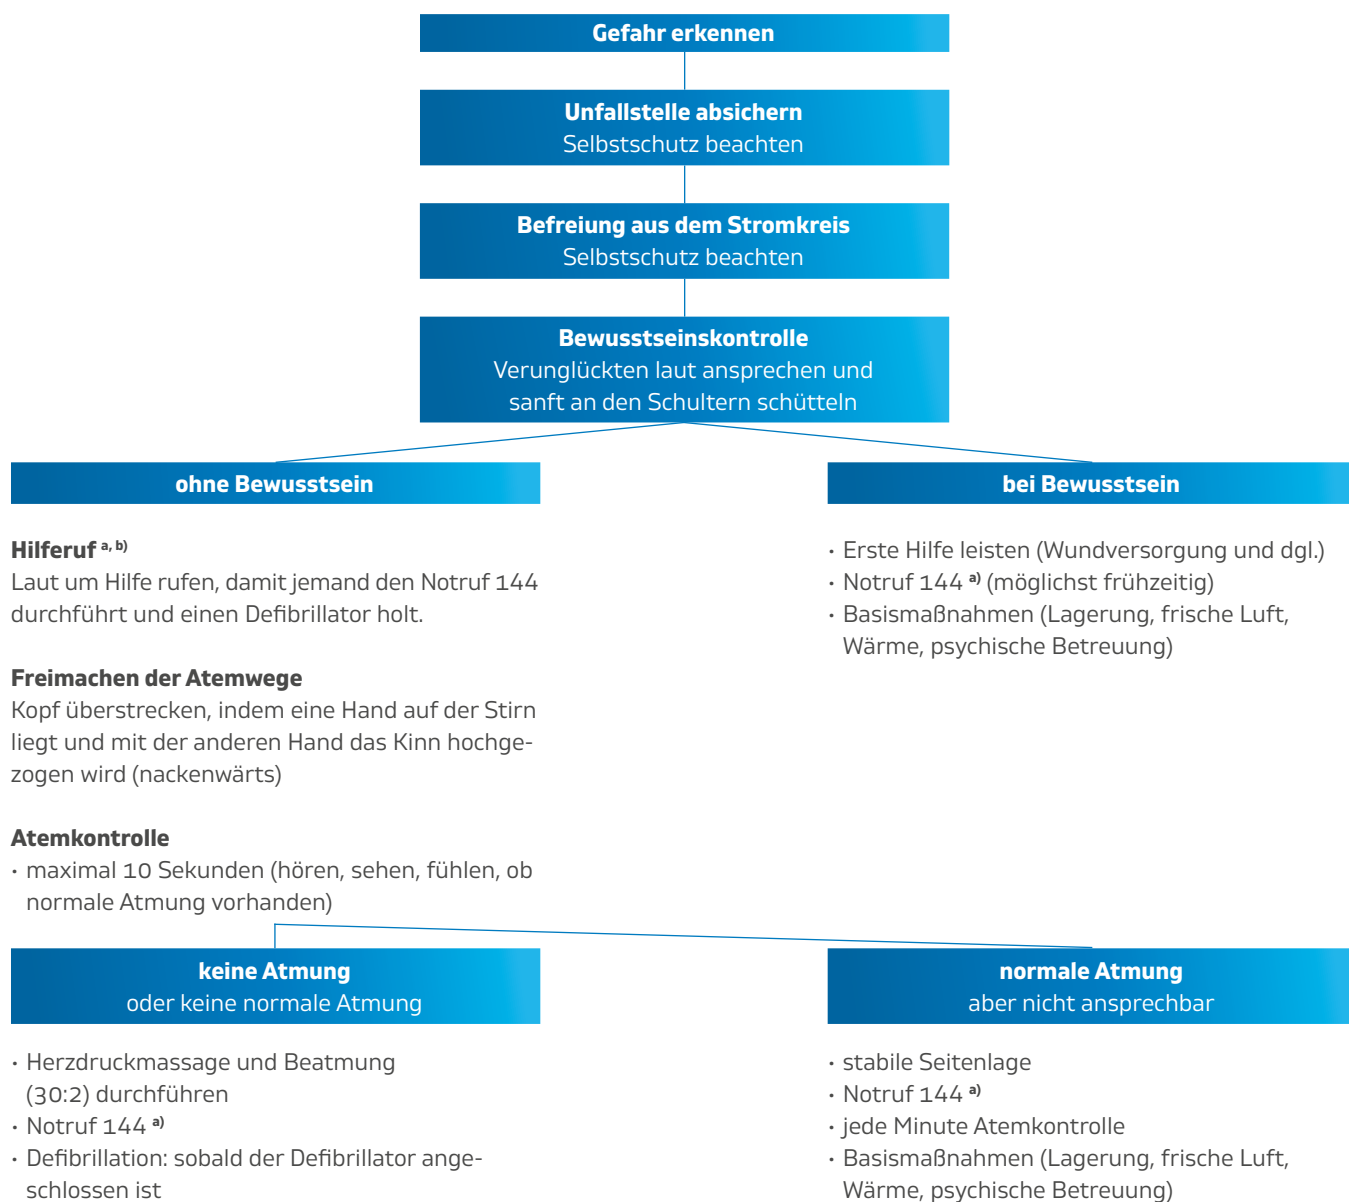 Gefahr erkennen
Unfallstelle absichern
Selbstschutz beachten
Befreiung aus dem Stromkreis
Selbstschutz beachten
Bewusstseinskontrolle
Verunglückten laut ansprechen und
sanft an den Schultern schütteln
ohne Bewusstsein
Hilferuf a, b)
Laut um Hilfe rufen, damit jemand den Notruf 144
durchführt und einen Defibrillator holt.
Freimachen der Atemwege
Kopf überstrecken, indem eine Hand auf der Stirn
liegt und mit der anderen Hand das Kinn hochge-
zogen wird (nackenwärts)
Atemkontrolle
· maximal 10 Sekunden (hören, sehen, fühlen, ob
normale Atmung vorhanden)
bei Bewusstsein
· Erste Hilfe leisten (Wundversorgung und dgl.)
· Notruf 144 a) (möglichst frühzeitig)
· Basismaßnahmen (Lagerung, frische Luft,
Wärme, psychische Betreuung)
keine Atmung
oder keine normale Atmung
· Herzdruckmassage und Beatmung
(30:2) durchführen
· Notruf 144 a)
· Defibrillation: sobald der Defibrillator ange-
schlossen ist
normale Atmung
aber nicht ansprechbar
· stabile Seitenlage
· Notruf 144 a)
· jede Minute Atemkontrolle
· Basismaßnahmen (Lagerung, frische Luft,
Wärme, psychische Betreuung)